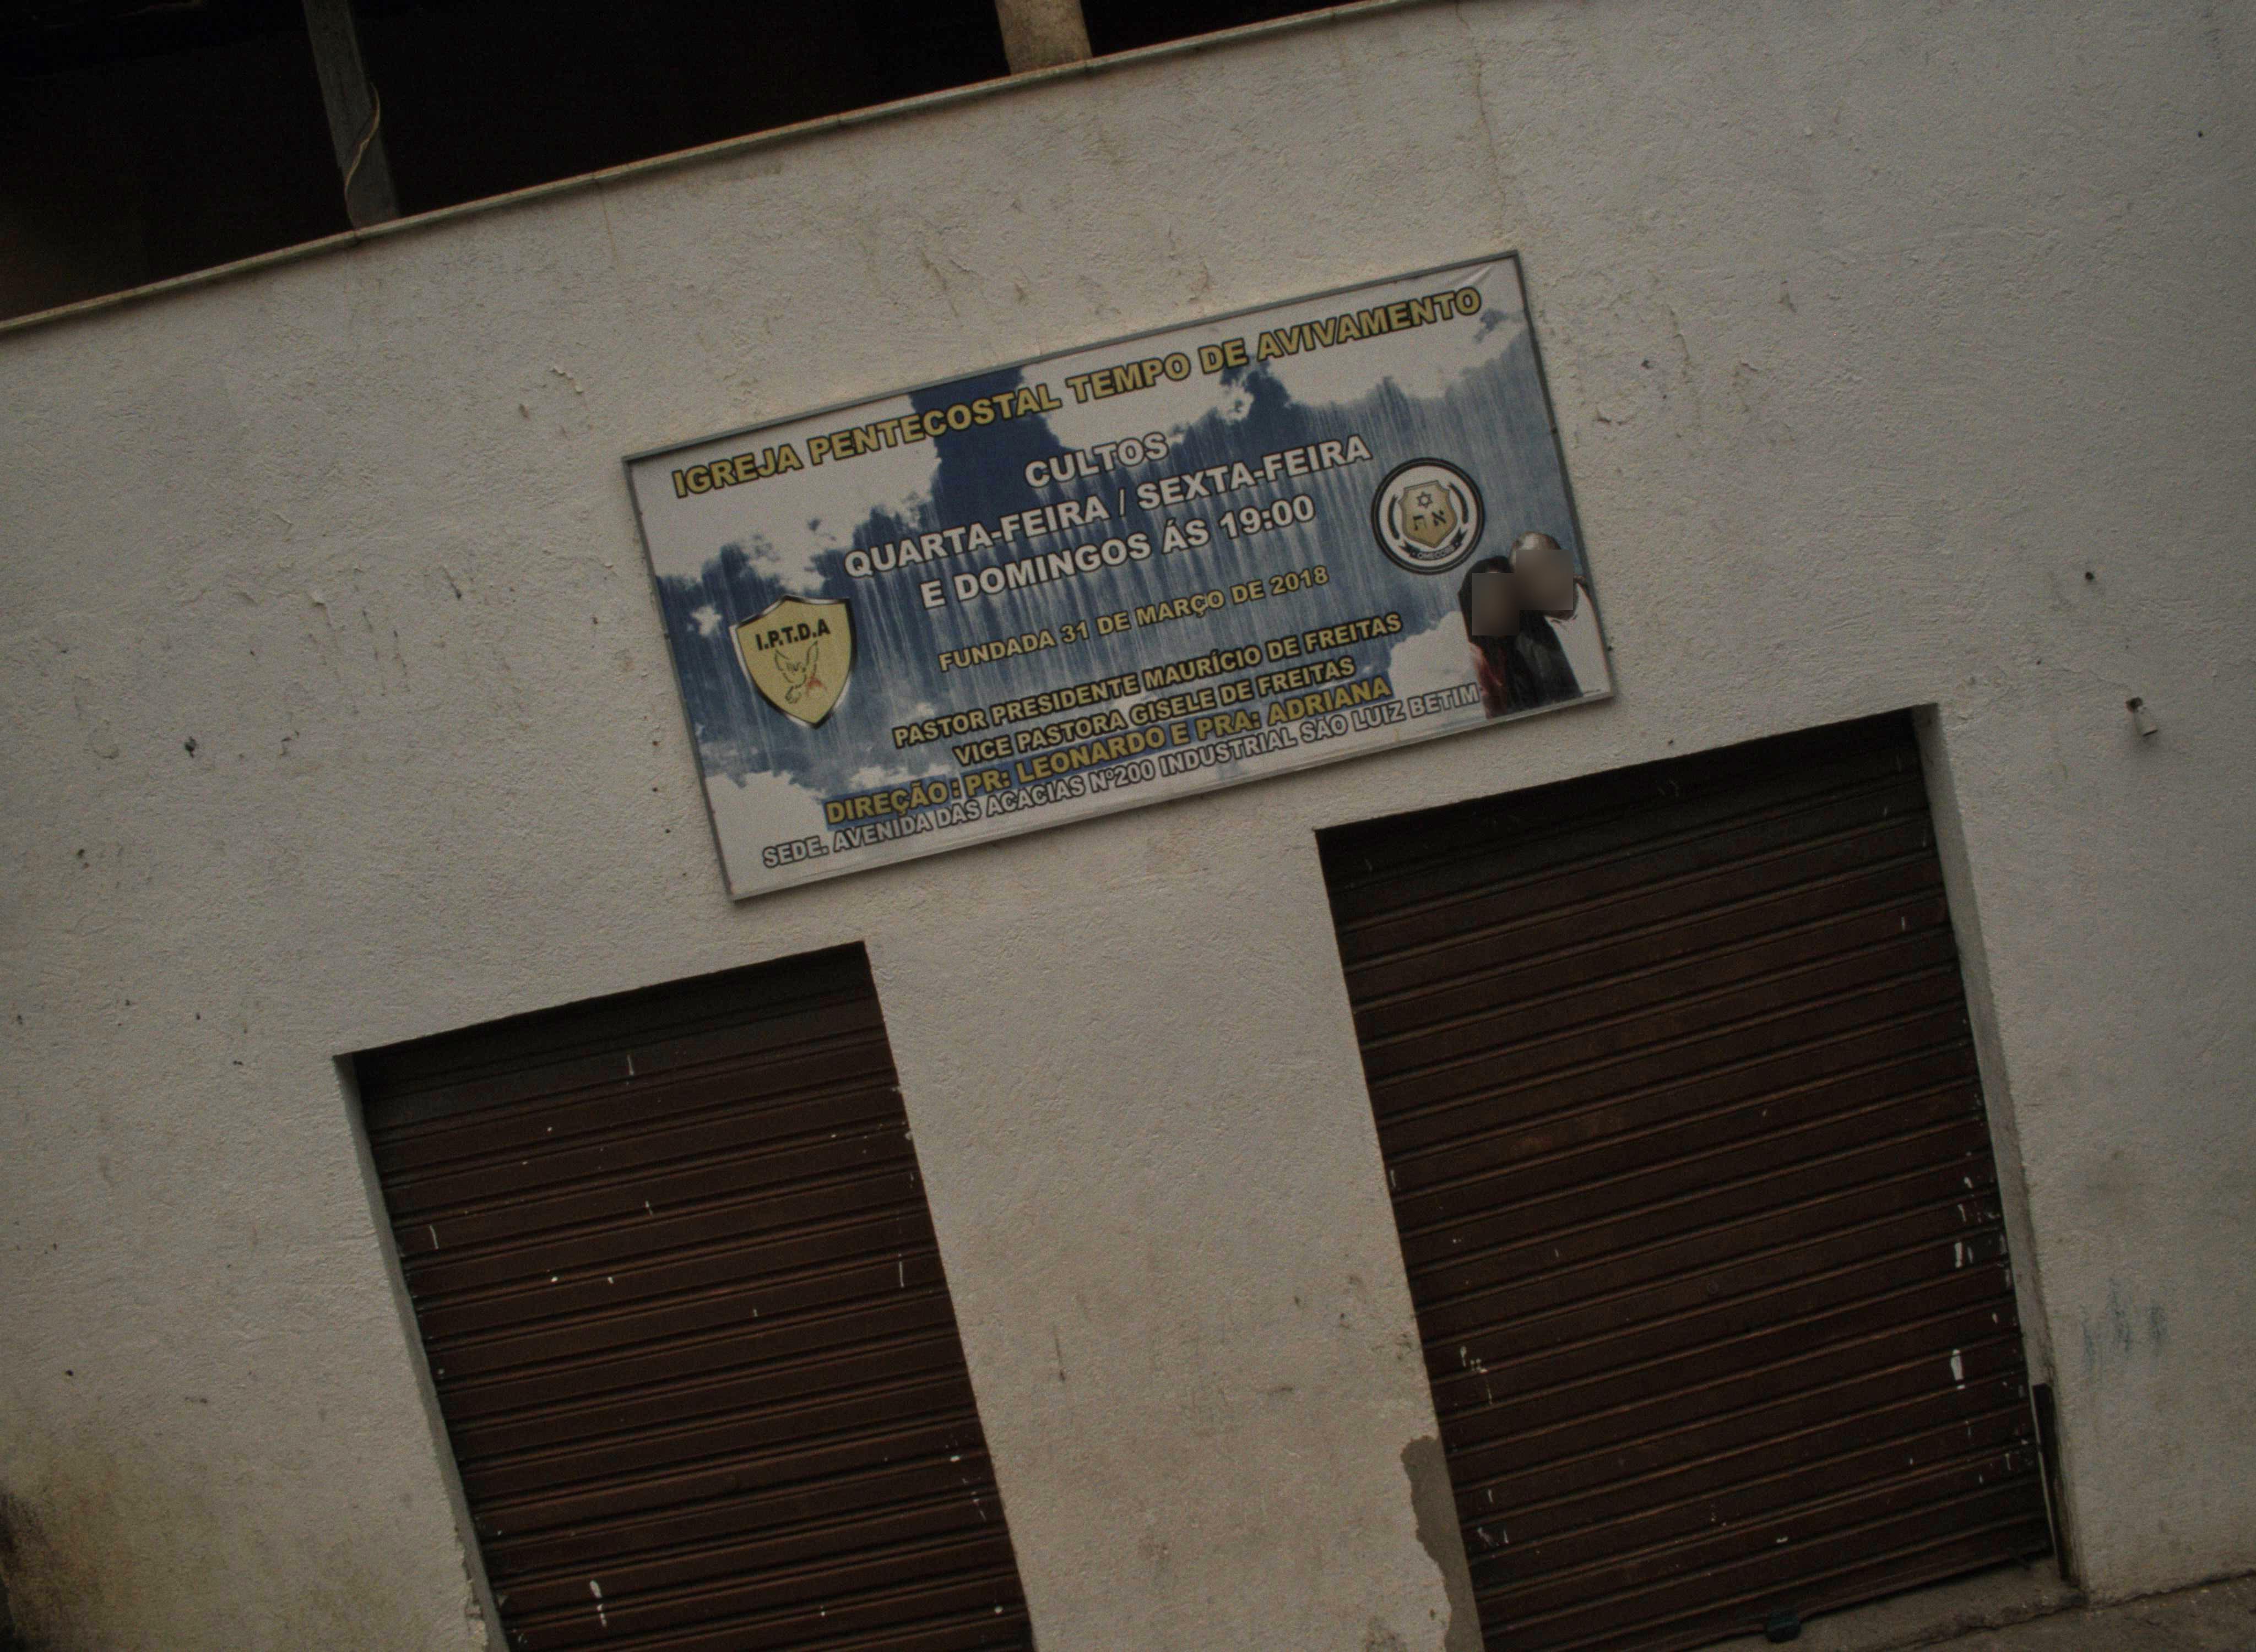 IGREJA PENTECOSTAL TEMPO DE AVIVAMENTO
CULTOS
QUARTA-FEIRA / SEXTA-FEIRA
E DOMINGOS ÁS 19:00
את
I.P.T.D.A
FUNDADA 31 DE MARÇO DE 2018
PASTOR PRESIDENTE MAURÍCIO DE FREITAS
VICE PASTORA GISELE DE FREITAS
DIREÇÃO: PR: LEONARDO E PRA: ADRIANA
SEDE. AVENIDA DAS ACACIAS Nº200 INDUSTRIAL SAO LUIZ BETIM